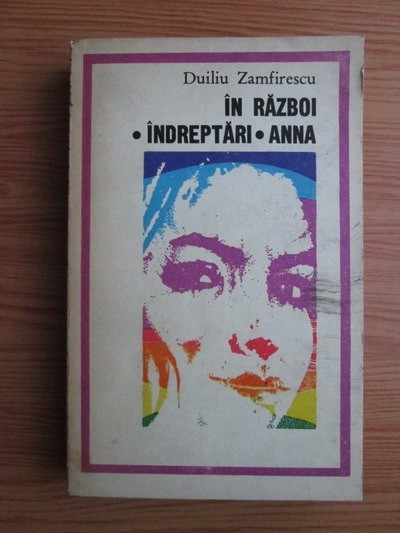 Duiliu Zamfirescu
ÎN RĂZBOI
• ÎNDREPTĂRI • ANNA